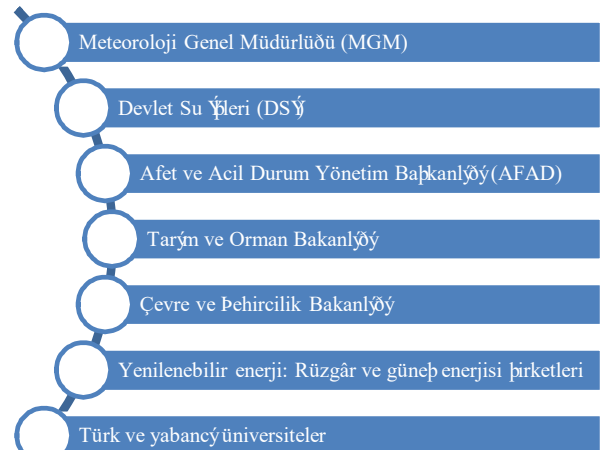 Meteoroloji Genel Müdürlüðü (MGM)
Devlet Su Ýþleri (DSÝ)
Afet ve Acil Durum Yönetim Baþkanlýðý (AFAD)
Tarým ve Orman Bakanlýðý
Çevre ve Þehircilik Bakanlýðý
Yenilenebilir enerji: Rüzgâr ve güneþ enerjisi þirketleri
Türk ve yabancý üniversiteler